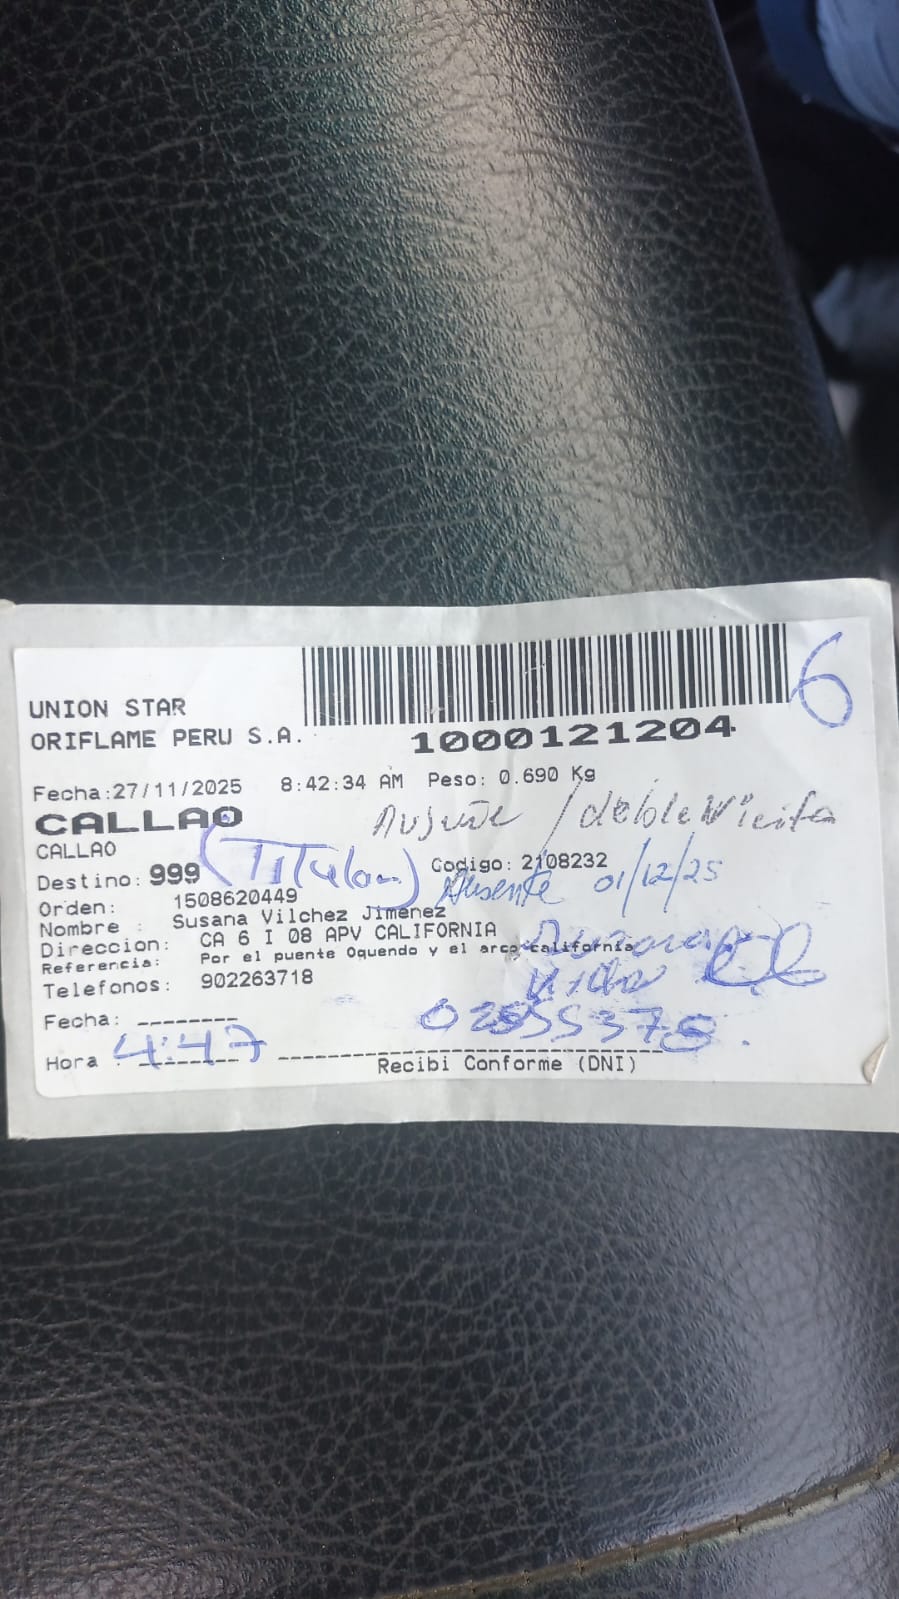 6
UNION STAR
ORIFLAME PERU S.A.
1000121204
Fecha:27/11/2025 8:42:34 AM Peso: 0.690 Kg
CALLAO
Ausente / doble Visita
CALLAO
(Titular)
Destino: 999 Codigo: 2108232
Ausente 01/12/25
Orden: 1508620449
Nombre : Susana Vilchez Jimenez
Direccion: CA 6 I 08 APV CALIFORNIA
Referencia: Por el puente Oquendo y el arco california
Telefonos: 902263718
Fecha: --------
Hora : 4:47
Recibi Conforme (DNI)